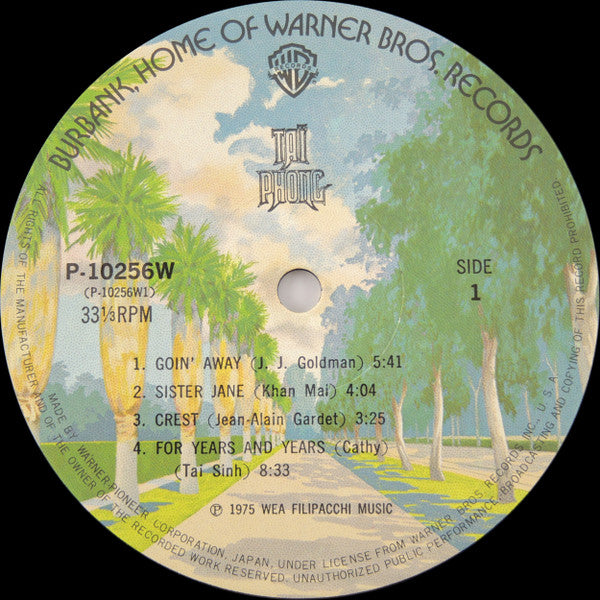 BURBANK, HOME OF WARNER BROS. RECORDS
RECORDS
TAÏ
PHONG
P-10256W
(P-10256W1)
33⅓RPM
SIDE
1
1. GOIN' AWAY (J. J. Goldman) 5:41
2. SISTER JANE (Khan Mai) 4:04
3. CREST (Jean-Alain Gardet) 3:25
4. FOR YEARS AND YEARS (Cathy)
(Tai Sinh) 8:33
℗ 1975 WEA FILIPACCHI MUSIC
MADE BY WARNER-PIONEER CORPORATION, JAPAN, UNDER LICENSE FROM WARNER BROS RECORDS INC., U. S. A.
ALL RIGHTS OF THE MANUFACTURER AND OF THE OWNER OF THE RECORDED WORK RESERVED. UNAUTHORIZED PUBLIC PERFORMANCE, BROADCASTING AND COPYING OF THIS RECORD PROHIBITED.